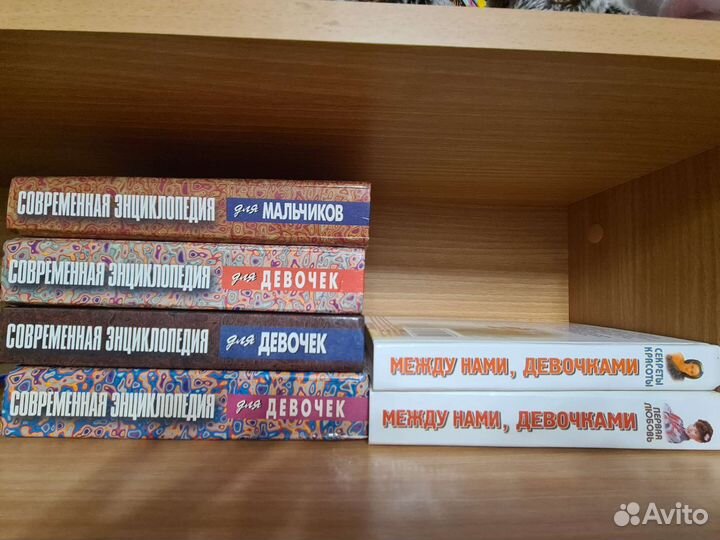 СОВРЕМЕННАЯ ЭНЦИКЛОПЕДИЯ для МАЛЬЧИКОВ
СОВРЕМЕННАЯ ЭНЦИКЛОПЕДИЯ для ДЕВОЧЕК
СОВРЕМЕННАЯ ЭНЦИКЛОПЕДИЯ для ДЕВОЧЕК
СОВРЕМЕННАЯ ЭНЦИКЛОПЕДИЯ для ДЕВОЧЕК
МЕЖДУ НАМИ, ДЕВОЧКАМИ
СЕКРЕТЫ
КРАСОТЫ
МЕЖДУ НАМИ, ДЕВОЧКАМИ
ПЕРВАЯ
ЛЮБОВЬ
Avito